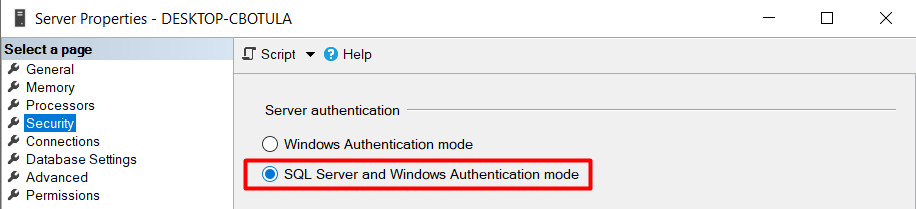 Server Properties - DESKTOP-CBOTULA
Select a page
General
Memory
Processors
Security
Connections
Database Settings
Advanced
Permissions
Script
Help
Server authentication
Windows Authentication mode
SQL Server and Windows Authentication mode